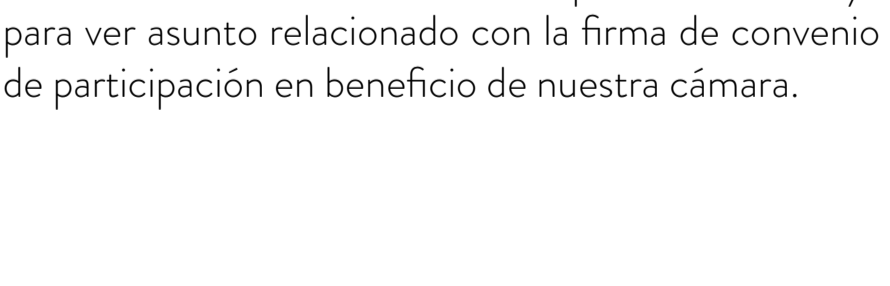 para ver asunto relacionado con la firma de convenio
de participación en beneficio de nuestra cámara.